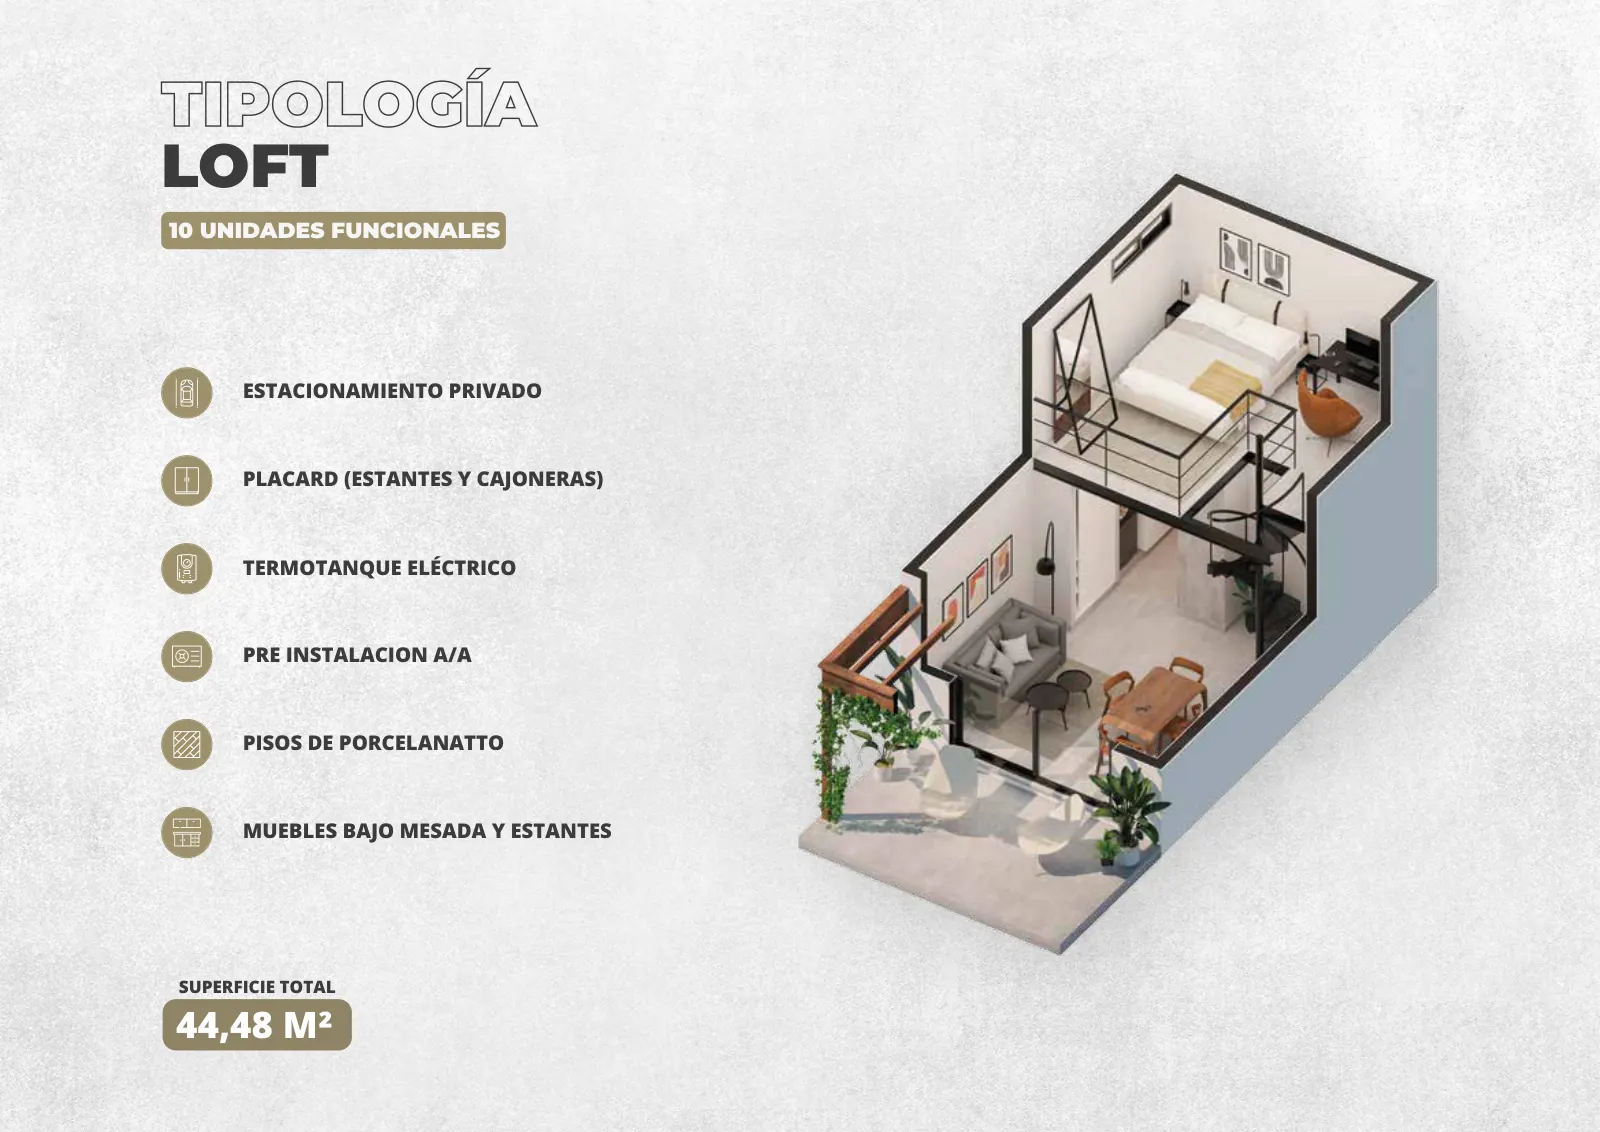 TIPOLOGÍA
LOFT
10 UNIDADES FUNCIONALES
ESTACIONAMIENTO PRIVADO
PLACARD (ESTANTES Y CAJONERAS)
TERMOTANQUE ELÉCTRICO
PRE INSTALACION A/A
PISOS DE PORCELANATTO
MUEBLES BAJO MESADA Y ESTANTES
SUPERFICIE TOTAL
44,48 M²